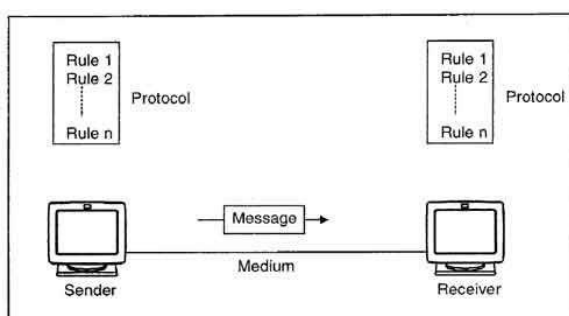 Rule 1
Rule 2
Rule n
Protocol
Rule 1
Rule 2
Rule n
Protocol
Message
Medium
Sender
Receiver